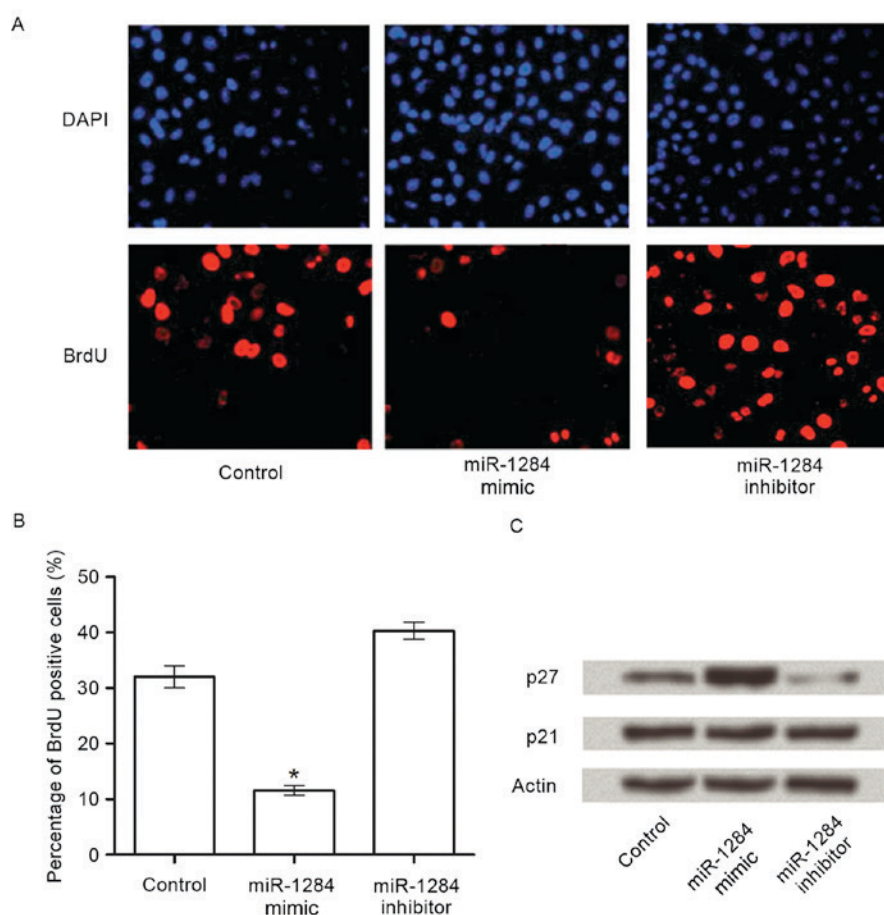 A
DAPI
BrdU
Control
miR-1284
mimic
miR-1284
inhibitor
B
Percentage of BrdU positive cells (%)
50
40
30
20
10
0
*
Control
miR-1284
mimic
miR-1284
inhibitor
C
p27
p21
Actin
Control
miR-1284
mimic
miR-1284
inhibitor